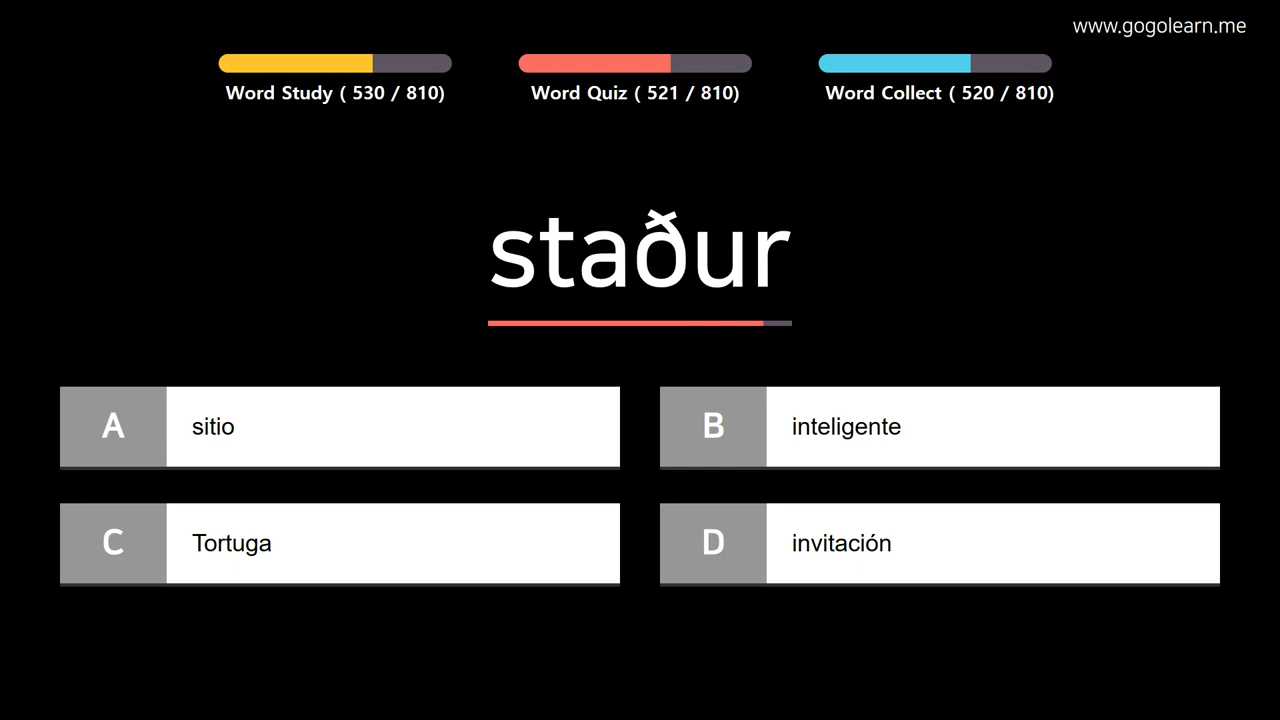 www.gogolearn.me
Word Study ( 530 / 810)
Word Quiz ( 521 / 810)
Word Collect ( 520 / 810)
staður
A sitio
B inteligente
C Tortuga
D invitación